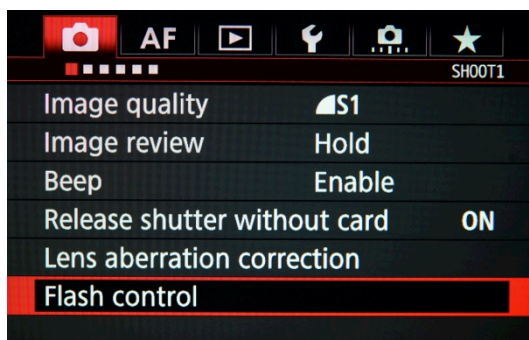 AF
SHOOT1
Image quality S1
Image review Hold
Beep Enable
Release shutter without card ON
Lens aberration correction
Flash control